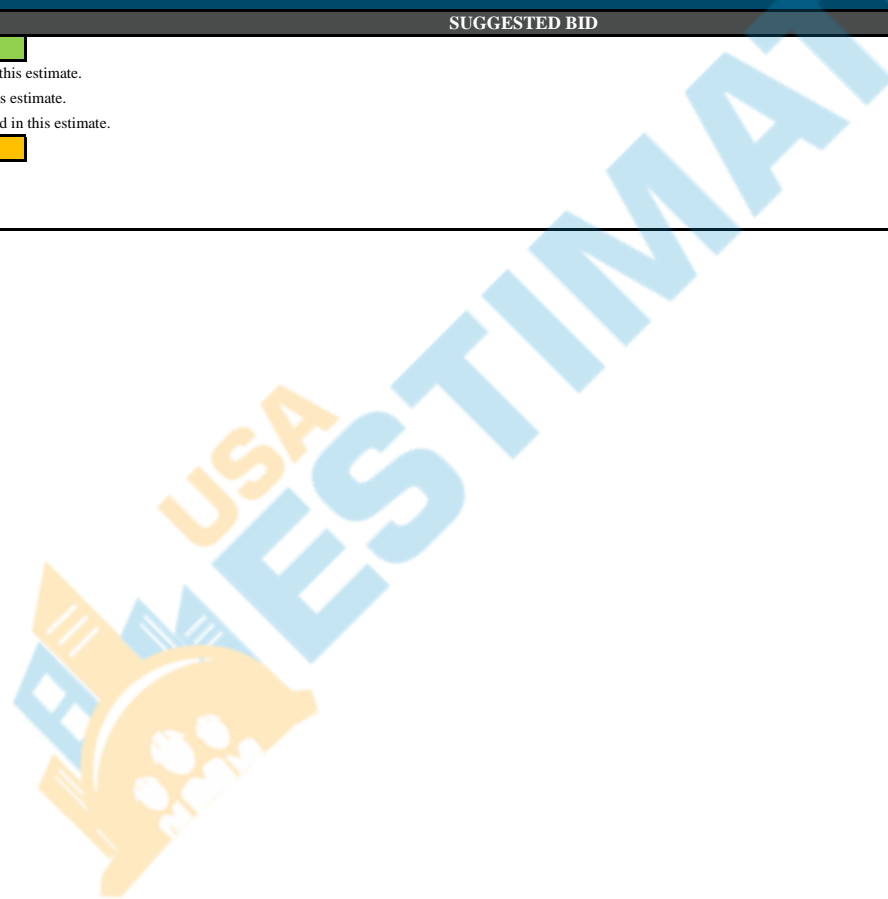 SUGGESTED BID
this estimate.
s estimate.
d in this estimate.
USA
ESTIMAT